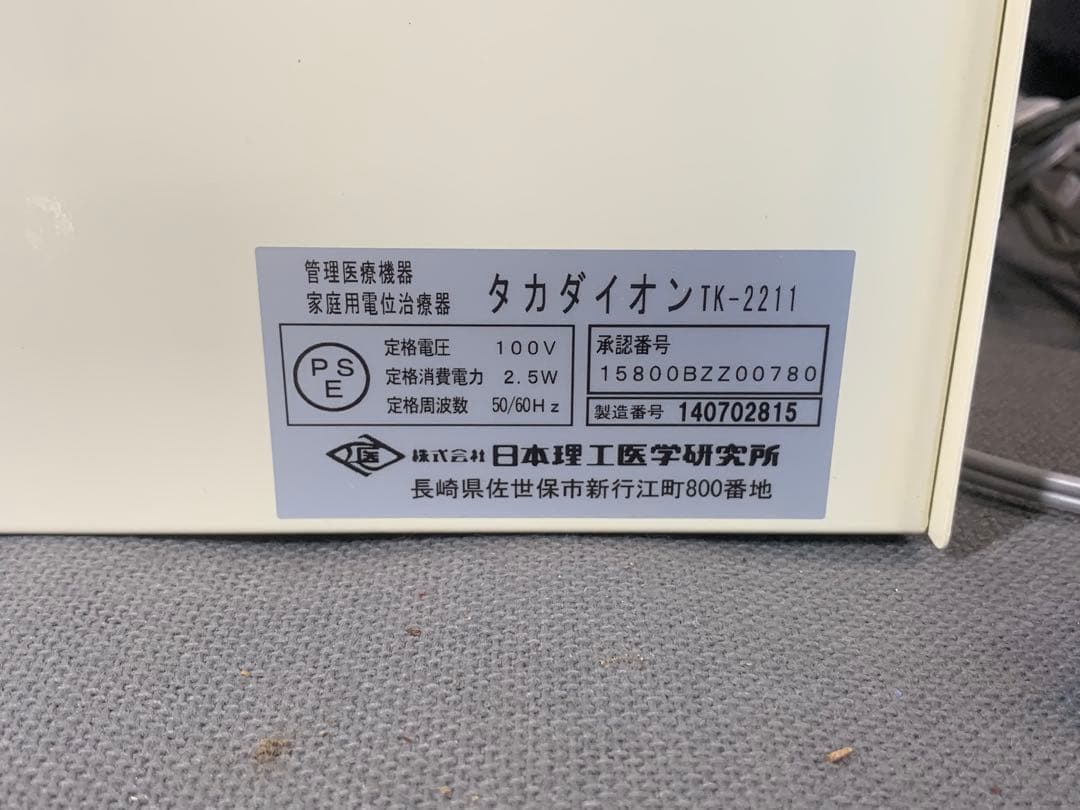 管理医療機器
家庭用電位治療器
タカダイオンTK-2211
PSE
定格電圧 100V
定格消費電力 2.5W
定格周波数 50/60Hz
承認番号
15800BZZ00780
製造番号 140702815
医 株式会社 日本理工医学研究所
長崎県佐世保市新行江町800番地